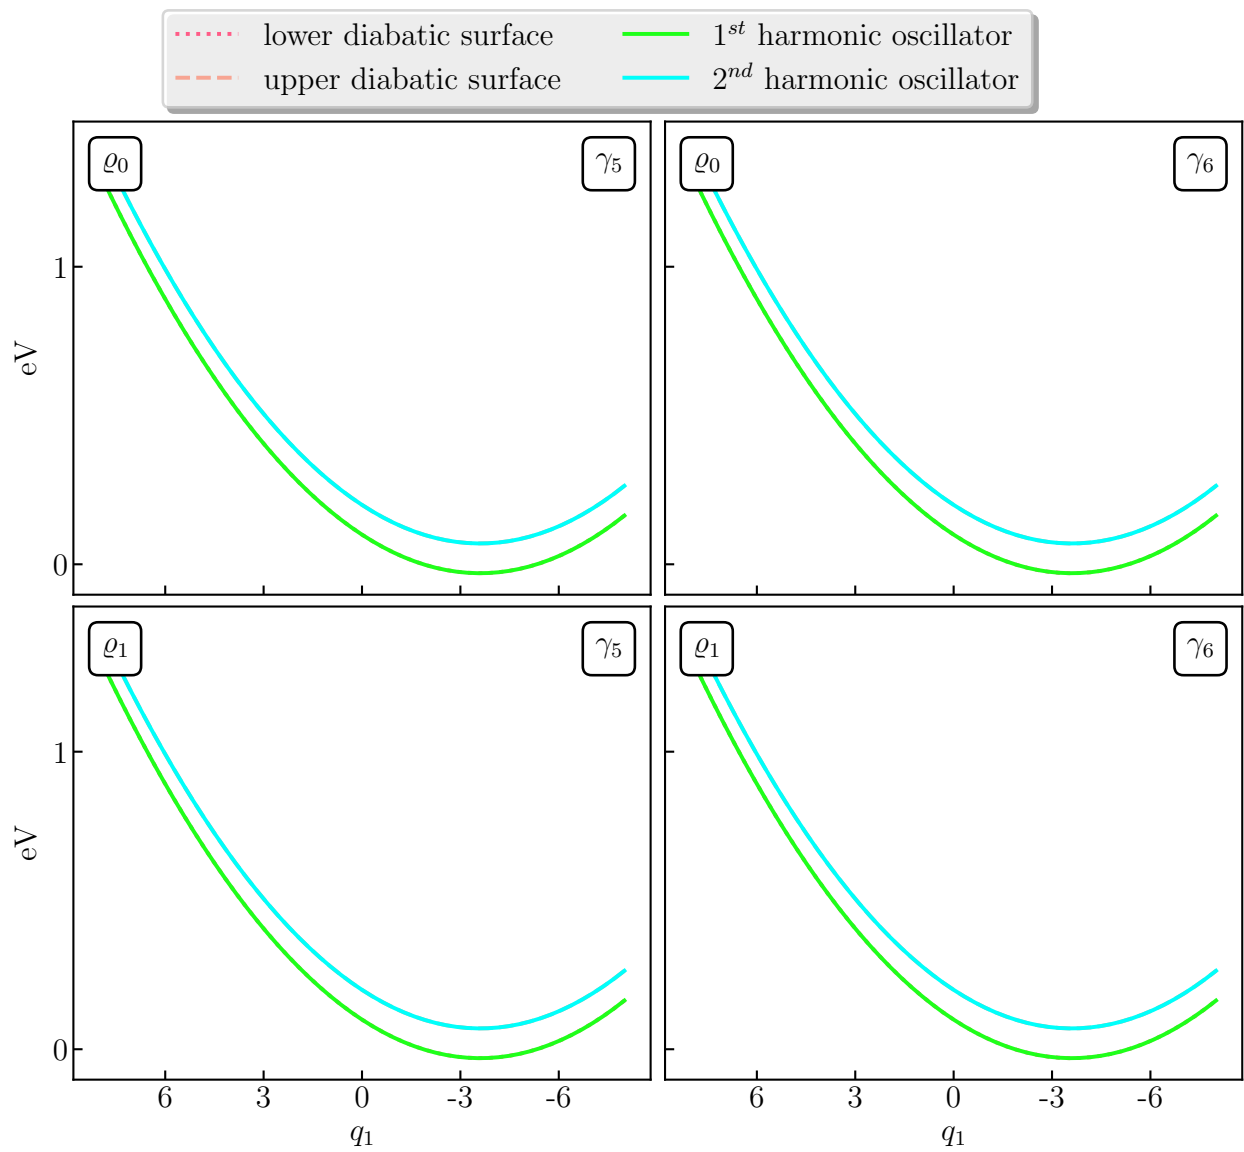 lower diabatic surface
upper diabatic surface
1st harmonic oscillator
2nd harmonic oscillator
ϱ0 γ5
ϱ0 γ6
1
eV
0
ϱ1 γ5
ϱ1 γ6
1
eV
0
6 3 0 -3 -6
6 3 0 -3 -6
q1
q1